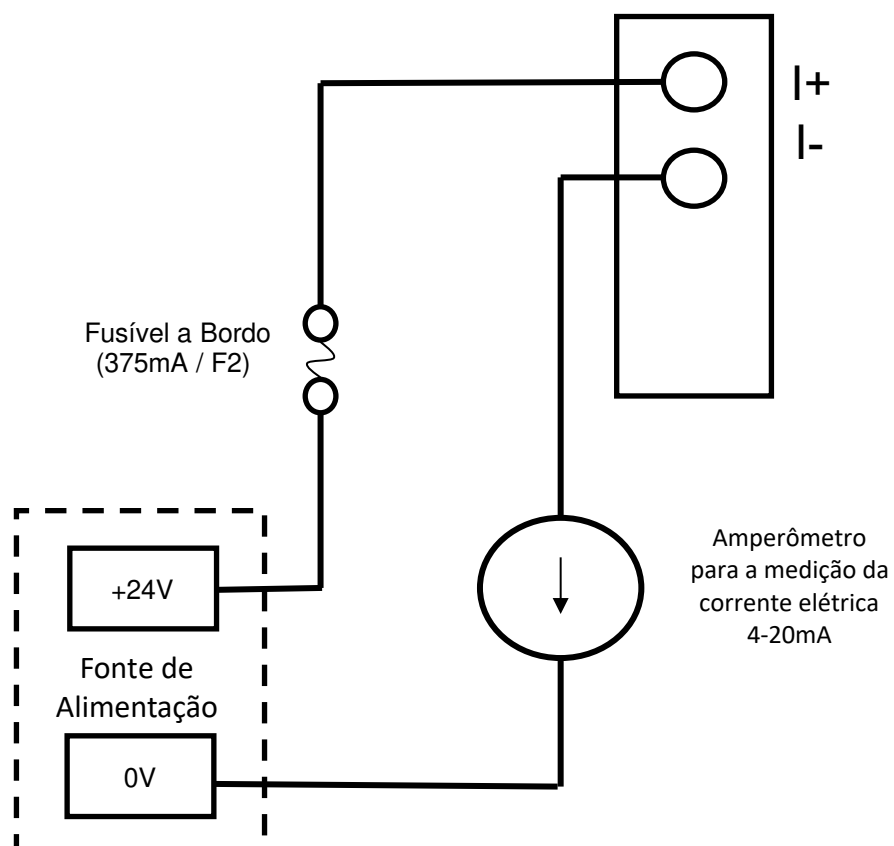 I+
I-
Fusível a Bordo
(375mA / F2)
Amperômetro
para a medição da
corrente elétrica
4-20mA
+24V
Fonte de
Alimentação
0V